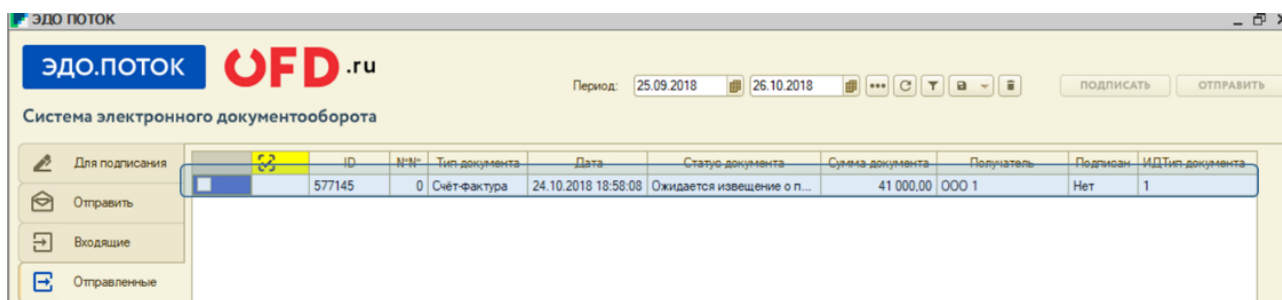 ЭДО ПОТОК
ЭДО.ПОТОК OFD.ru
Период: 25.09.2018 26.10.2018 ПОДПИСАТЬ ОТПРАВИТЬ
Система электронного документооборота
Для подписания
ID N°N° Тип документа Дата Статус документа Сумма документа Получатель Подписан ИДТип документа
577145 0 Счёт-фактура 24.10.2018 18:58:08 Ожидается извещение о п... 41 000,00 ООО 1 Нет 1
Отправить
Входящие
Отправленные